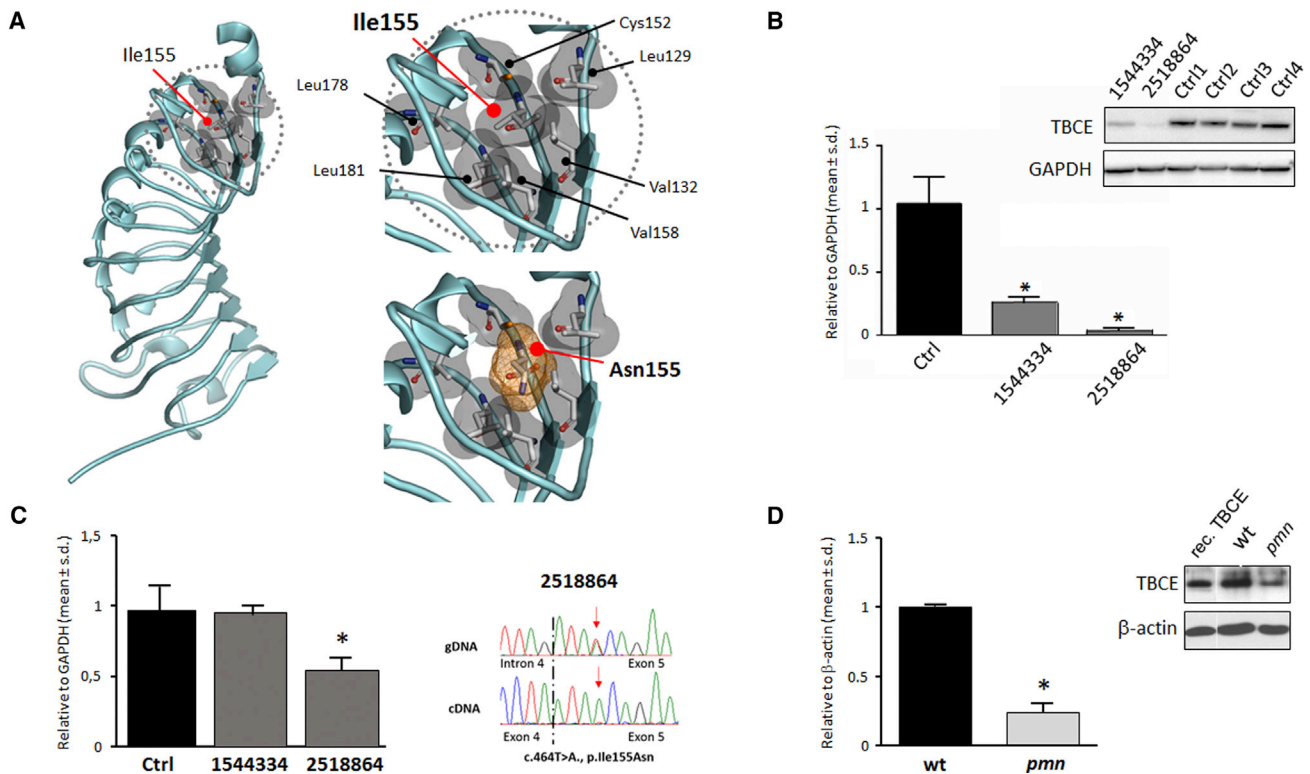 A
Ile155
Ile155
Cys152
Leu129
Leu178
Leu181
Val132
Val158
Asn155
B
1544334
2518864
Ctrl1
Ctrl2
Ctrl3
Ctrl4
TBCE
GAPDH
Relative to GAPDH (mean ± s.d.)
1.5
1
0.5
0
*
*
Ctrl
1544334
2518864
C
Relative to GAPDH (mean ± s.d.)
1,5
1
0,5
0
*
Ctrl
1544334
2518864
2518864
gDNA
Intron 4
Exon 5
cDNA
Exon 4
Exon 5
c.464T>A., p.Ile155Asn
D
Relative to β-actin (mean ± s.d.)
1.5
1
0.5
0
*
wt
pmn
rec. TBCE
wt
pmn
TBCE
β-actin